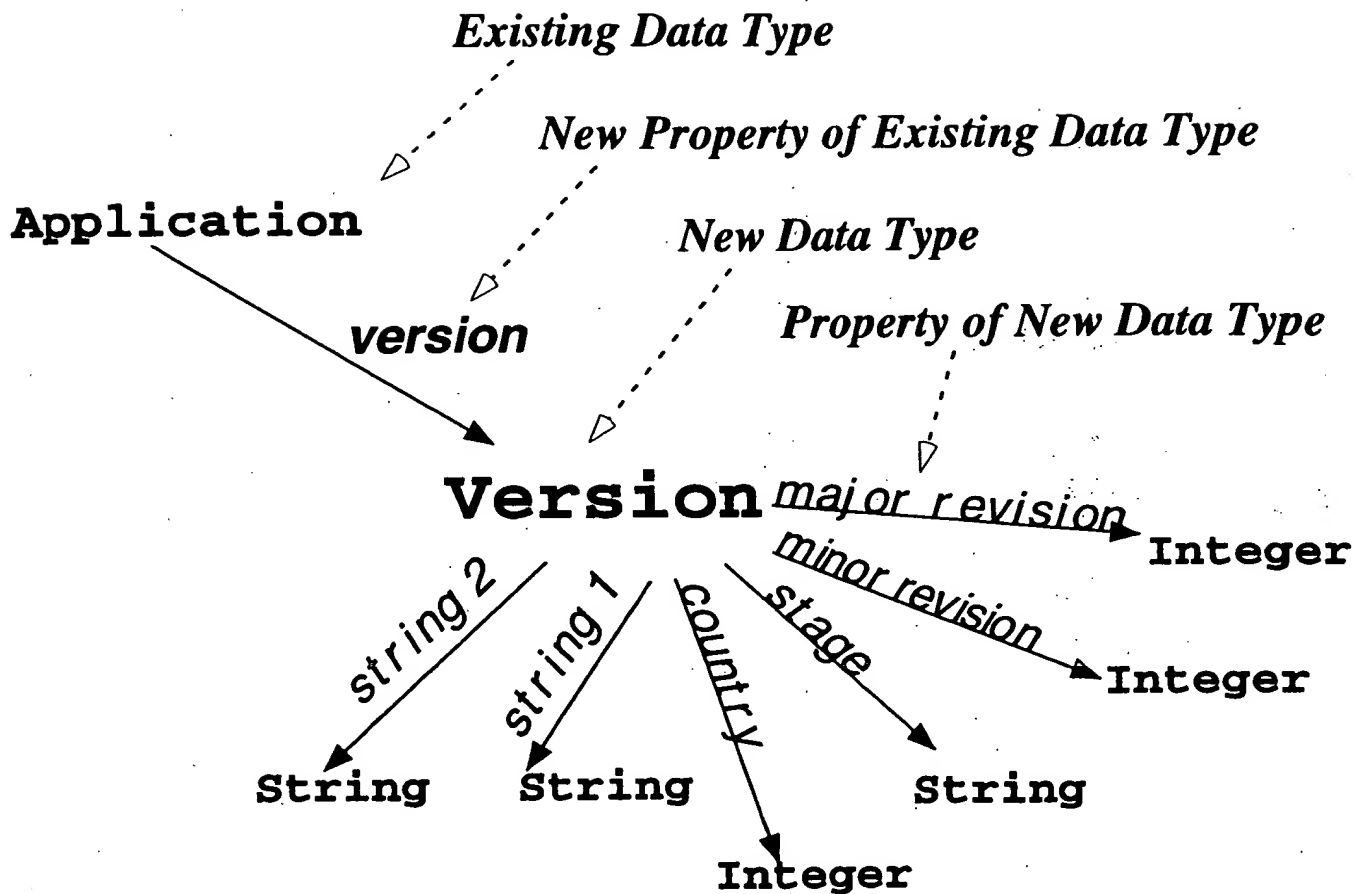 Existing Data Type
New Property of Existing Data Type
Application
New Data Type
version
Property of New Data Type
Version
major revision
Integer
minor revision
string 2
string 1
country
stage
Integer
String
String
String
Integer